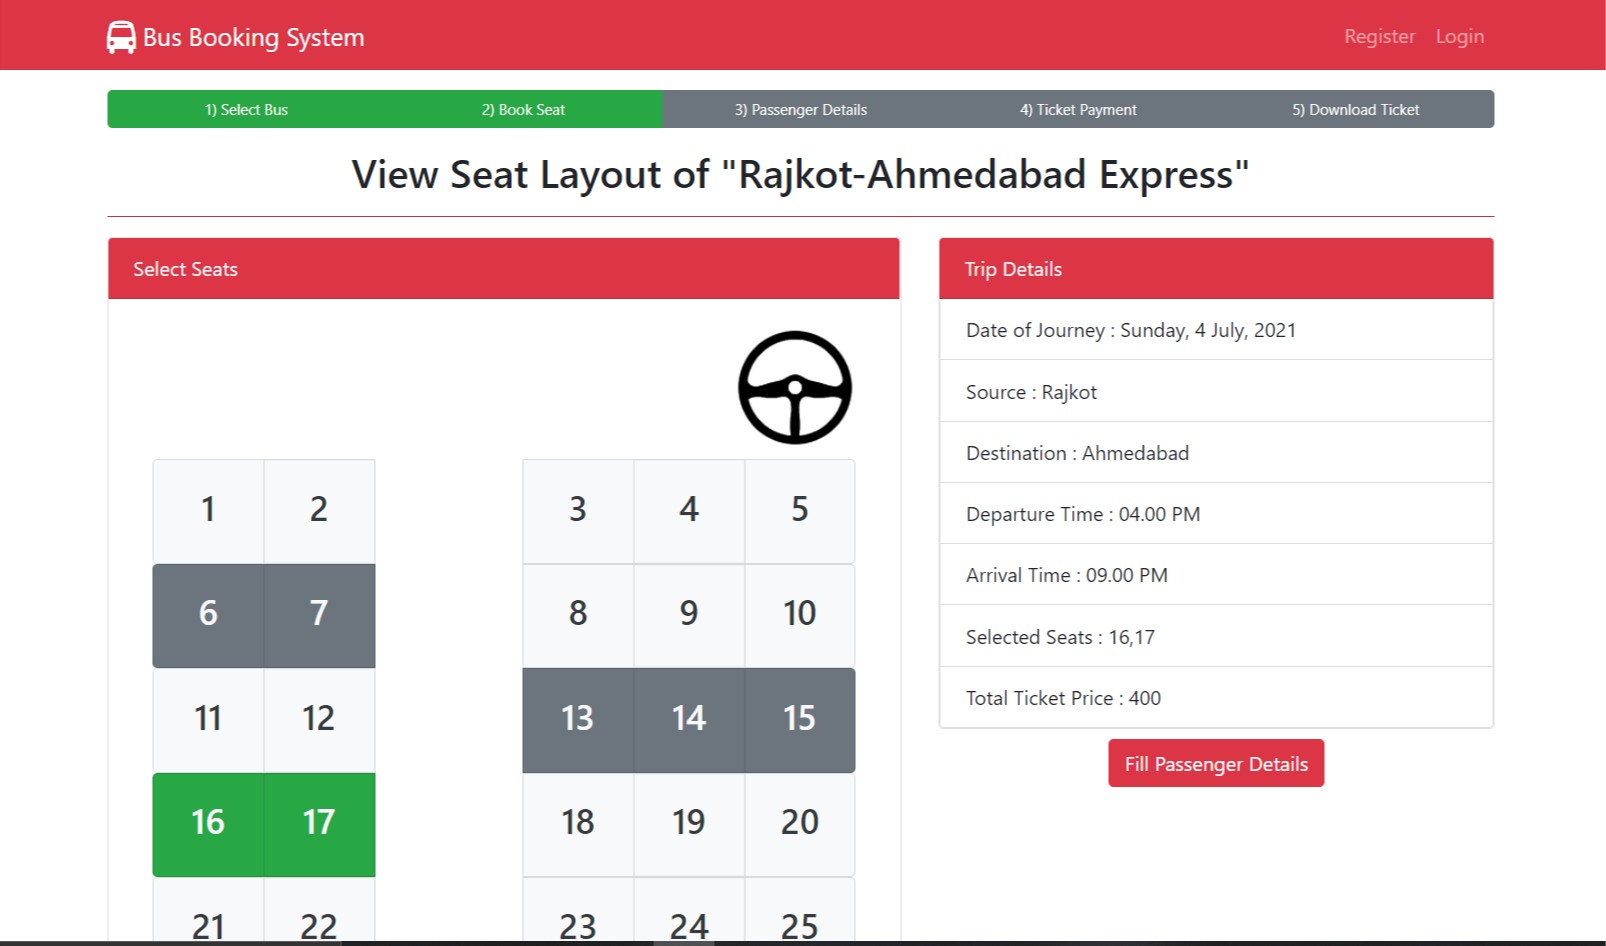 Bus Booking System
Register Login
1) Select Bus 2) Book Seat 3) Passenger Details 4) Ticket Payment 5) Download Ticket
View Seat Layout of "Rajkot-Ahmedabad Express"
Select Seats
1 2 3 4 5
6 7 8 9 10
11 12 13 14 15
16 17 18 19 20
21 22 23 24 25
Trip Details
Date of Journey : Sunday, 4 July, 2021
Source : Rajkot
Destination : Ahmedabad
Departure Time : 04.00 PM
Arrival Time : 09.00 PM
Selected Seats : 16,17
Total Ticket Price : 400
Fill Passenger Details